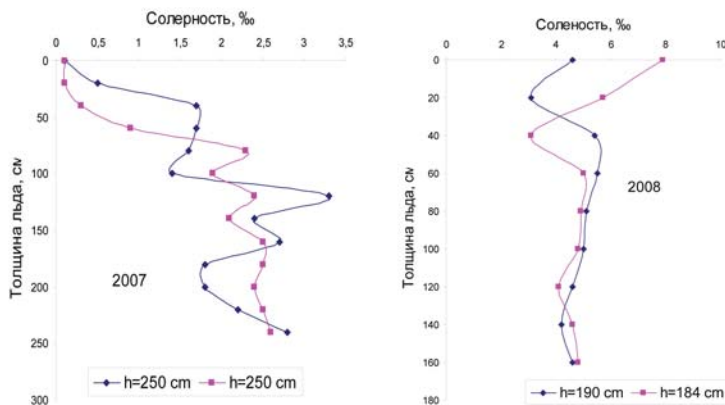 Солерность, ‰
0 0,5 1 1,5 2 2,5 3 3,5
0
50
100
150
200
250
300
Толщина льда, см
2007
h=250 cm h=250 cm
Соленость, ‰
0 2 4 6 8 10
0
20
40
60
80
100
120
140
160
180
Толщина льда, см
2008
h=190 cm h=184 cm